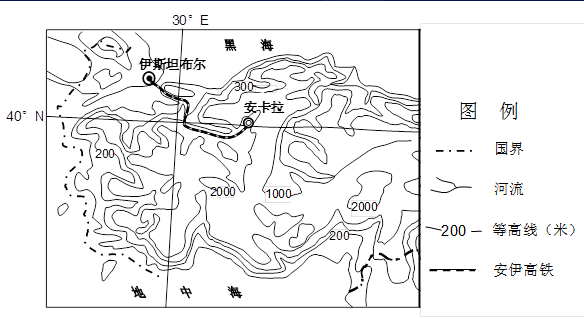 30° E
黑 海
伊斯坦布尔
300
安卡拉
40° N
200
2000
1000
2000
200
地 中 海
图 例
国界
河流
200 等高线（米）
安伊高铁